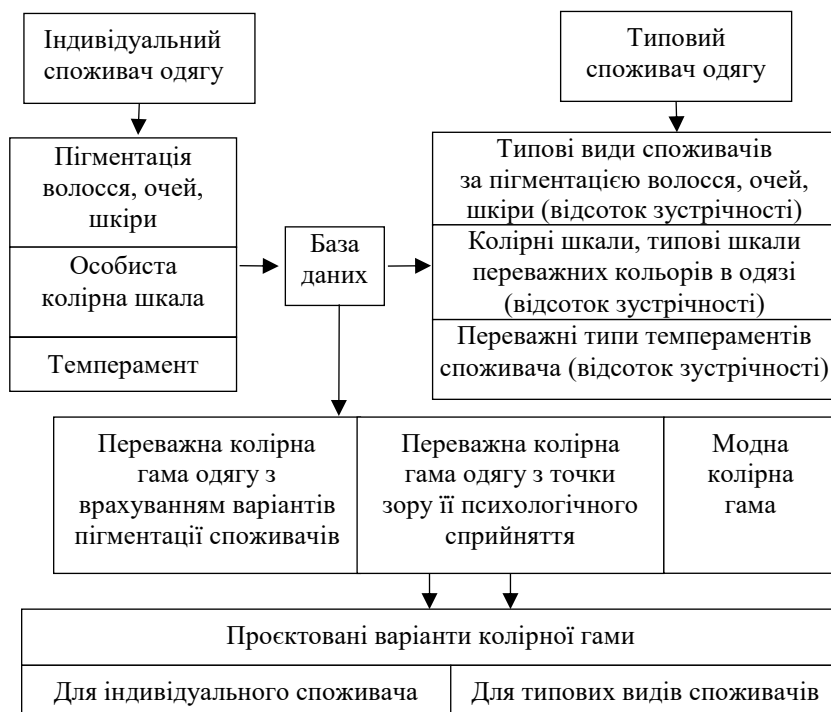 Індивідуальний
споживач одягу
Типовий
споживач одягу
Пігментація
волосся, очей,
шкіри
Особиста
колірна шкала
Темперамент
База
даних
Типові види споживачів
за пігментацією волосся, очей,
шкіри (відсоток зустрічності)
Колірні шкали, типові шкали
переважних кольорів в одязі
(відсоток зустрічності)
Переважні типи темпераментів
споживача (відсоток зустрічності)
Переважна колірна
гама одягу з
врахуванням варіантів
пігментації споживачів
Переважна колірна
гама одягу з точки
зору її психологічного
сприйняття
Модна
колірна
гама
Проєктовані варіанти колірної гами
Для індивідуального споживача
Для типових видів споживачів